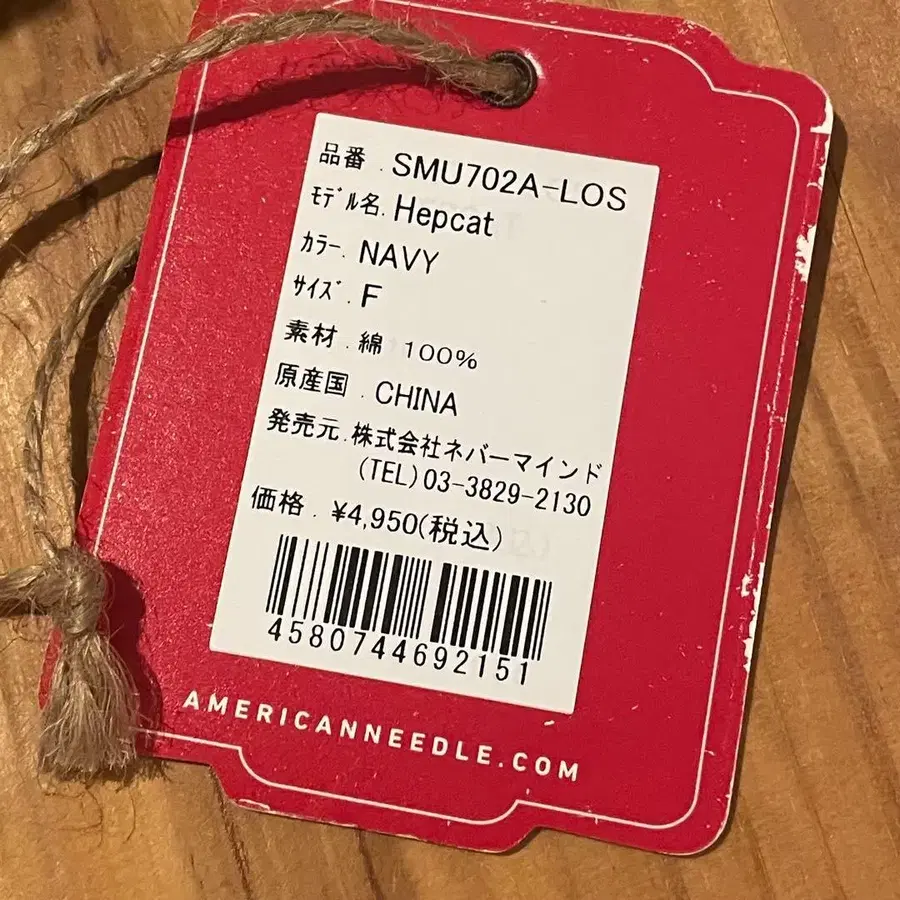 品番 . SMU702A-LOS
ﾓﾃﾞﾙ名. Hepcat
ｶﾗｰ. NAVY
ｻｲｽﾞ. F
素材 . 綿 100%
原産国 . CHINA
発売元 . 株式会社ネバーマインド
(TEL)03-3829-2130
価格 . ¥4,950(税込)
4580744692151
AMERICANNEEDLE.COM